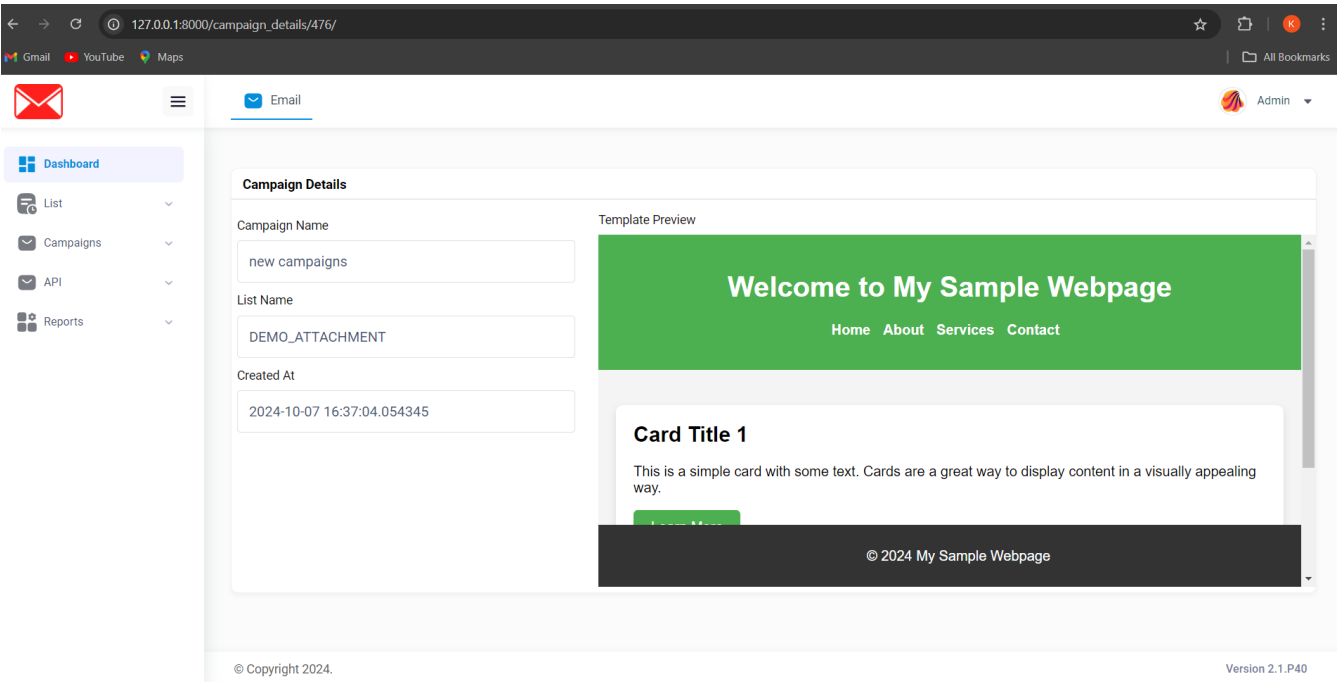 127.0.0.1:8000/campaign_details/476/
K
Gmail YouTube Maps
All Bookmarks
Email
Admin
Dashboard
List
Campaigns
API
Reports
Campaign Details
Campaign Name
new campaigns
List Name
DEMO_ATTACHMENT
Created At
2024-10-07 16:37:04.054345
Template Preview
Welcome to My Sample Webpage
Home About Services Contact
Card Title 1
This is a simple card with some text. Cards are a great way to display content in a visually appealing
way.
Learn More
© 2024 My Sample Webpage
© Copyright 2024.
Version 2.1.P40